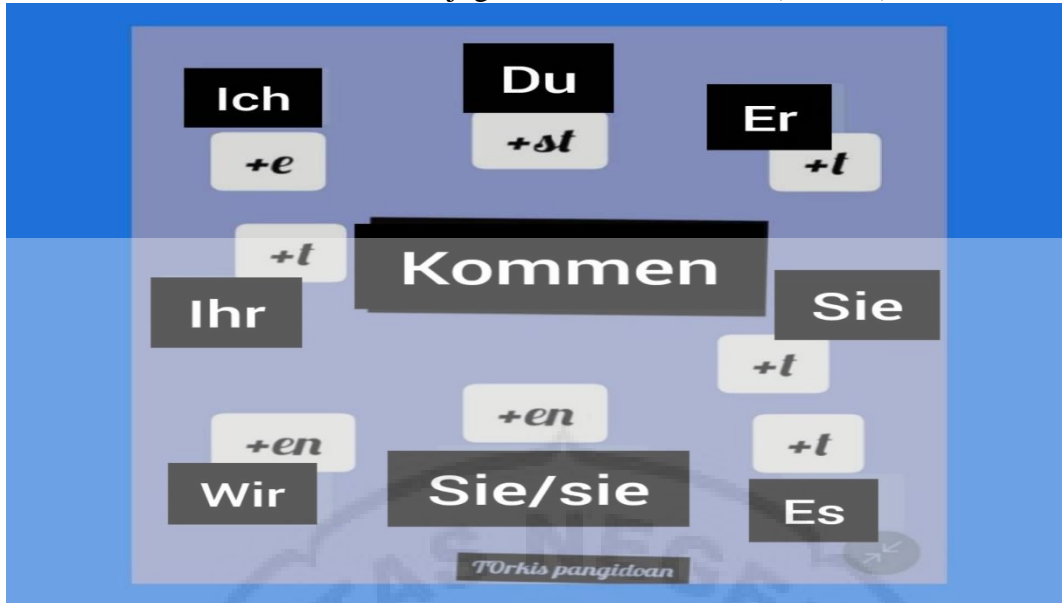 Ich
Du
Er
+e
+st
+t
+t
Kommen
Ihr
Sie
+t
+en
+en
+t
Wir
Sie/sie
Es
TOrkis pangidoan